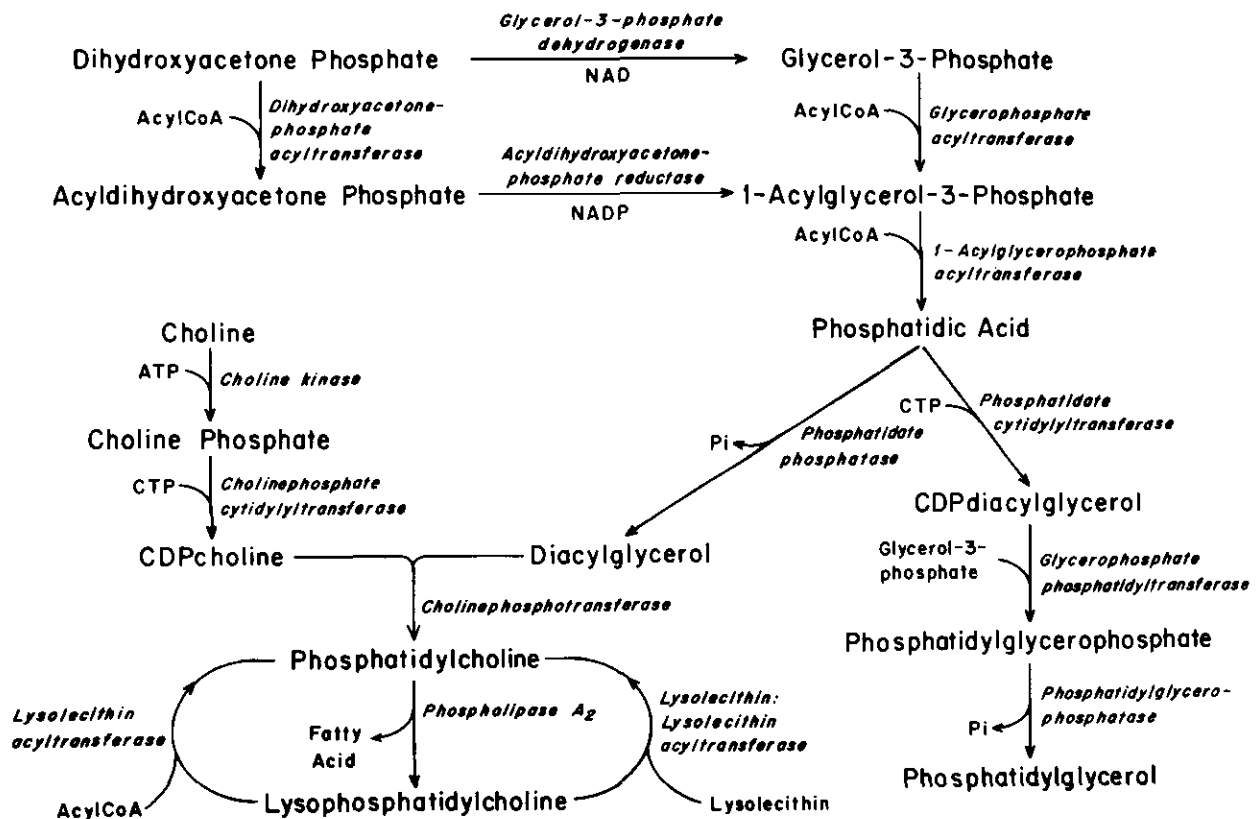 Glycerol-3-phosphate
dehydrogenase
Dihydroxyacetone Phosphate
Glycerol-3-Phosphate
NAD
AcylCoA
Dihydroxyacetone-
phosphate
acyltransferase
AcylCoA
Glycerophosphate
acyltransferase
Acyldihydroxyacetone-
phosphate reductase
Acyldihydroxyacetone Phosphate
1-Acylglycerol-3-Phosphate
NADP
AcylCoA
1-Acylglycerophosphate
acyltransferase
Choline
Phosphatidic Acid
ATP
Choline kinase
CTP
Phosphatidate
cytidylyltransferase
Choline Phosphate
Pi
Phosphatidate
phosphatase
CTP
Cholinephosphate
cytidylyltransferase
CDPdiacylglycerol
CDPcholine
Diacylglycerol
Glycerol-3-
phosphate
Glycerophosphate
phosphatidyltransferase
Cholinephosphotransferase
Phosphatidylcholine
Phosphatidylglycerophosphate
Lysolecithin
acyltransferase
Phospholipase A2
Fatty
Acid
Lysolecithin:
Lysolecithin
acyltransferase
Phosphatidylglycero-
phosphatase
Pi
AcylCoA
Lysophosphatidylcholine
Lysolecithin
Phosphatidylglycerol